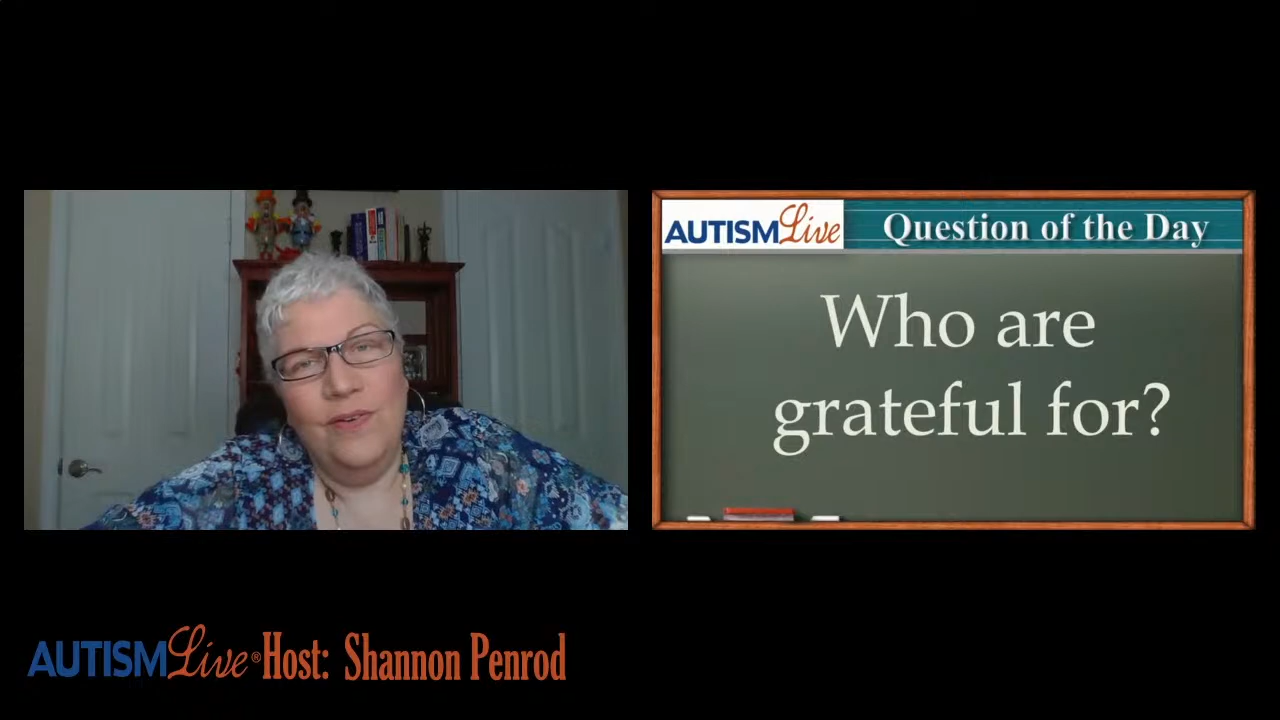 AUTISM Live
Question of the Day
Who are
grateful for?
AUTISM Live® Host: Shannon Penrod